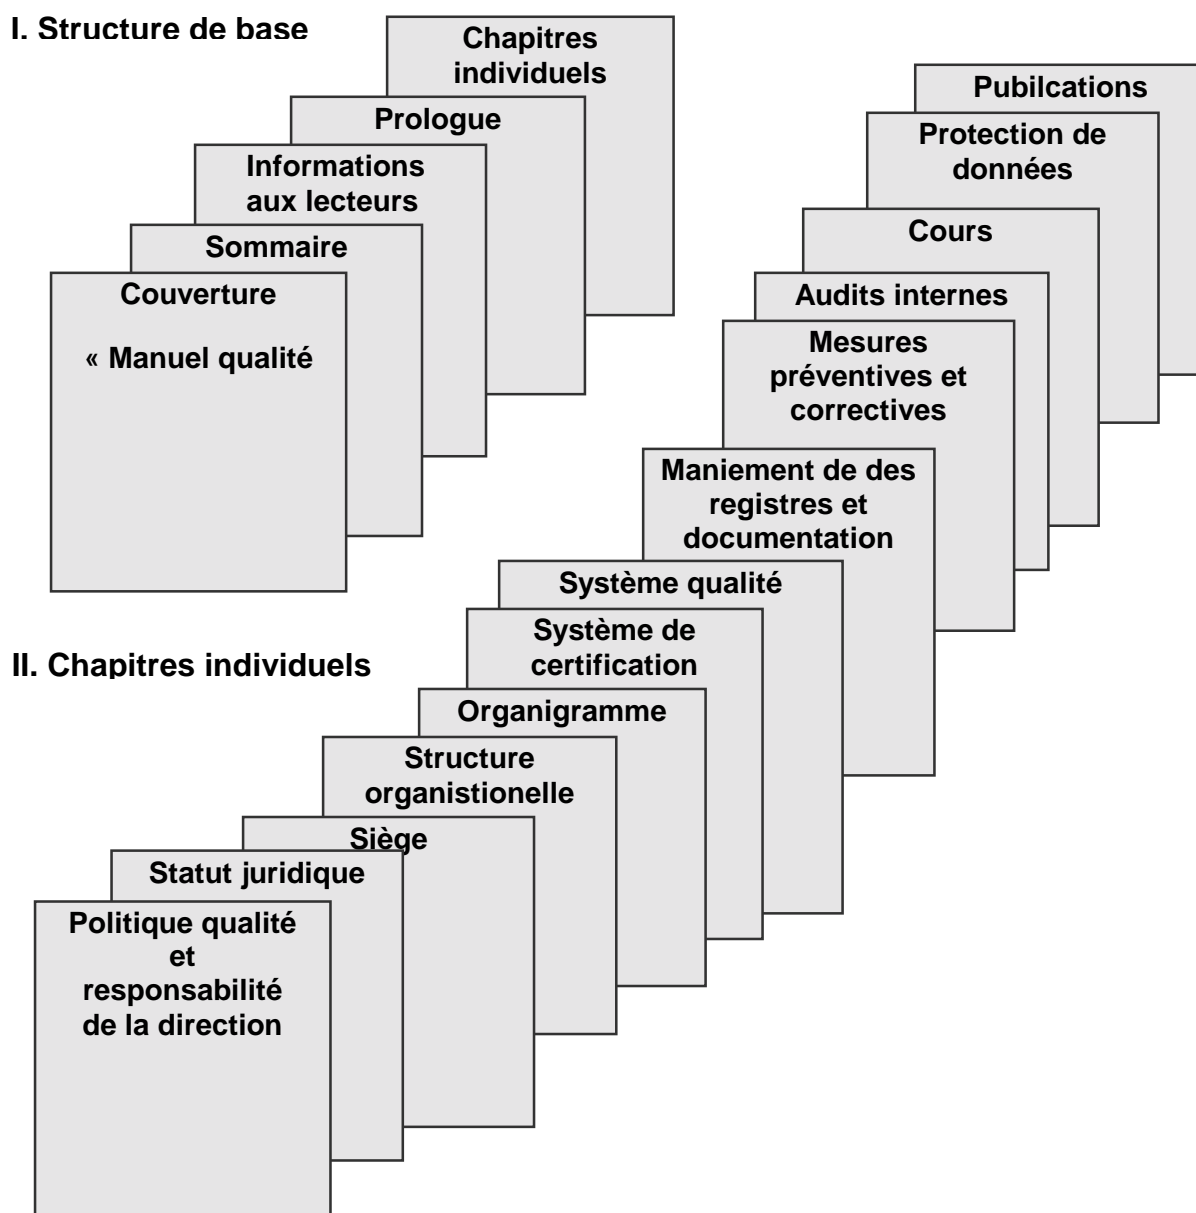 I. Structure de base
Chapitres
individuels
Prologue
Informations
aux lecteurs
Sommaire
Couverture
« Manuel qualité
Pubilcations
Protection de
données
Cours
Audits internes
Mesures
préventives et
correctives
Maniement de des
registres et
documentation
Système qualité
Système de
certification
II. Chapitres individuels
Organigramme
Structure
organistionelle
Siège
Statut juridique
Politique qualité
et
responsabilité
de la direction